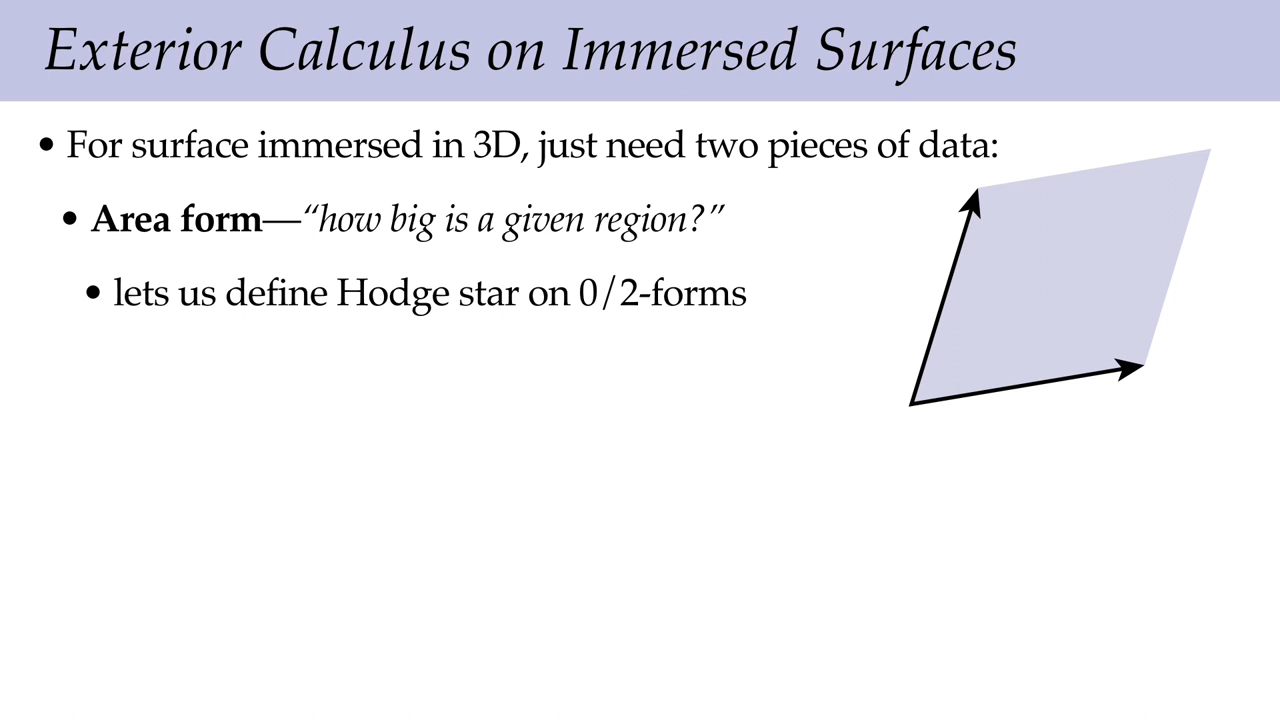 Exterior Calculus on Immersed Surfaces
• For surface immersed in 3D, just need two pieces of data:
• Area form—“how big is a given region?”
• lets us define Hodge star on 0/2-forms